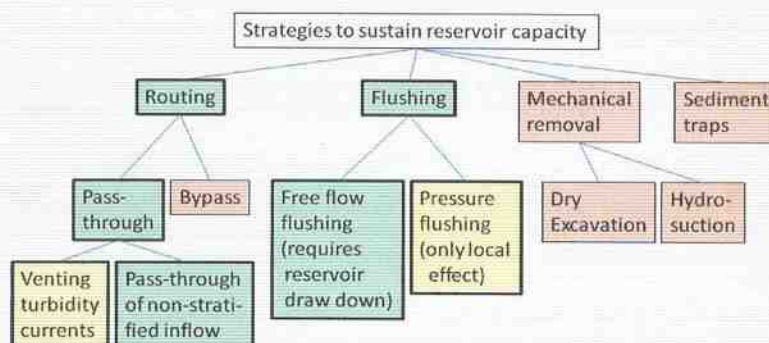 Strategies to sustain reservoir capacity
Routing
Flushing
Mechanical
removal
Sediment
traps
Pass-
through
Bypass
Free flow
flushing
(requires
reservoir
draw down)
Pressure
flushing
(only local
effect)
Dry
Excavation
Hydro-
suction
Venting
turbidity
currents
Pass-through
of non-strati-
fied inflow